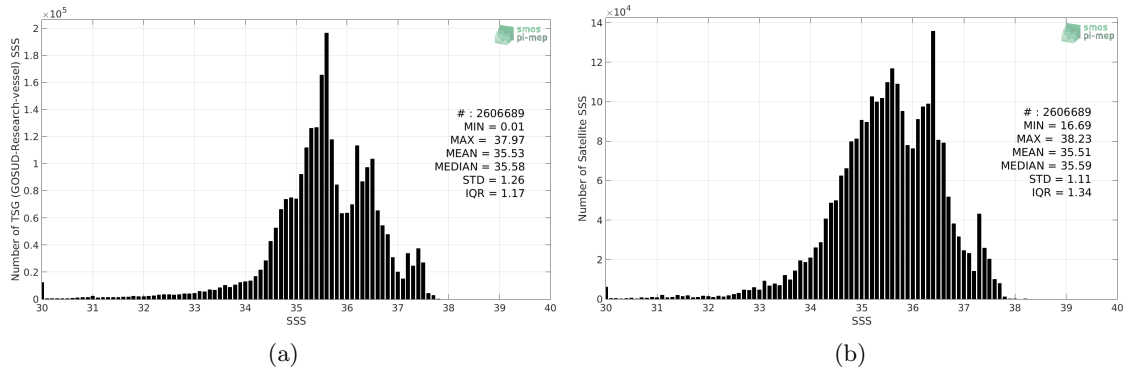 ×10⁵
smos
pi-mep
Number of TSG (GOSUD-Research-vessel) SSS
2
1.8
1.6
1.4
1.2
1
0.8
0.6
0.4
0.2
0
# : 2606689
MIN = 0.01
MAX = 37.97
MEAN = 35.53
MEDIAN = 35.58
STD = 1.26
IQR = 1.17
30 31 32 33 34 35 36 37 38 39 40
SSS
(a)
×10⁴
smos
pi-mep
Number of Satellite SSS
14
12
10
8
6
4
2
0
# : 2606689
MIN = 16.69
MAX = 38.23
MEAN = 35.51
MEDIAN = 35.59
STD = 1.11
IQR = 1.34
30 31 32 33 34 35 36 37 38 39 40
SSS
(b)